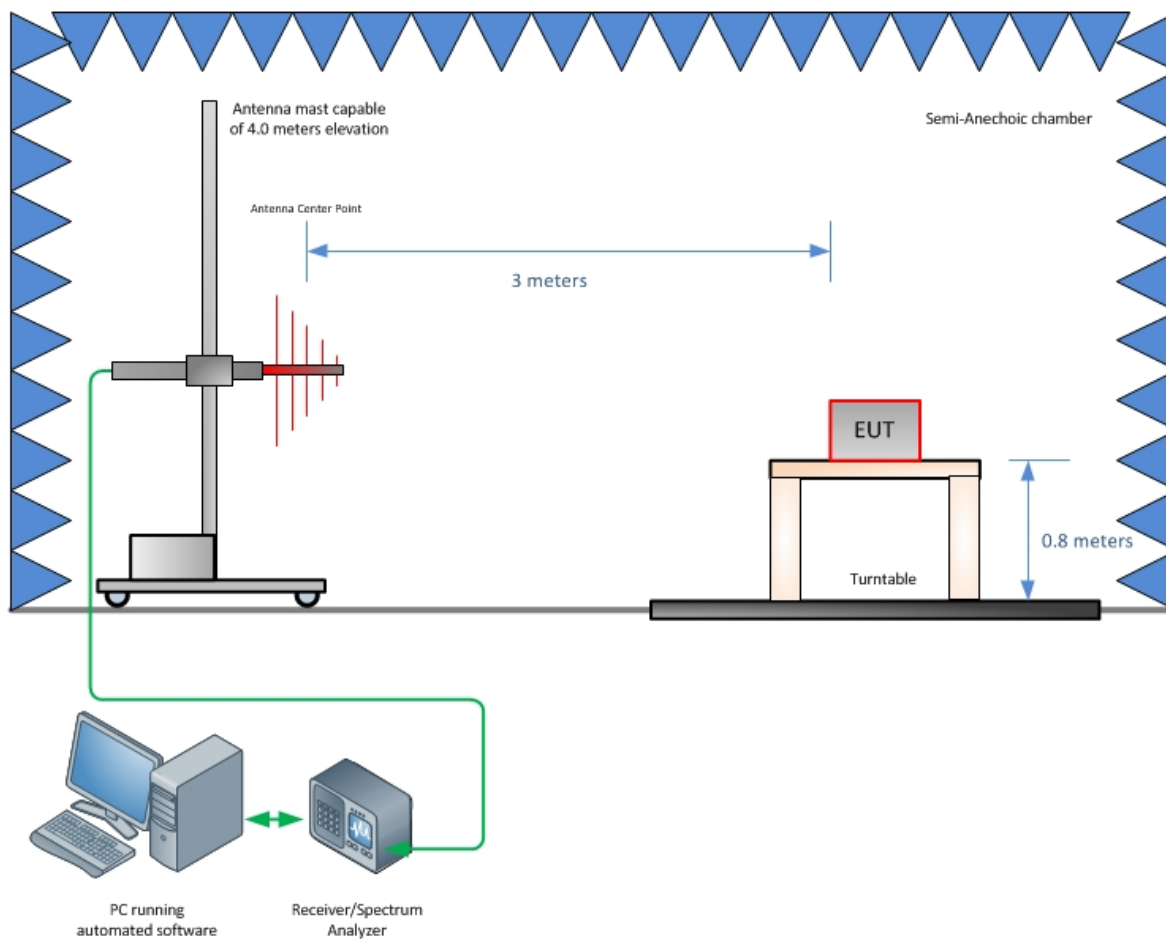 Antenna mast capable
of 4.0 meters elevation
Semi-Anechoic chamber
Antenna Center Point
3 meters
EUT
0.8 meters
Turntable
PC running
automated software
Receiver/Spectrum
Analyzer